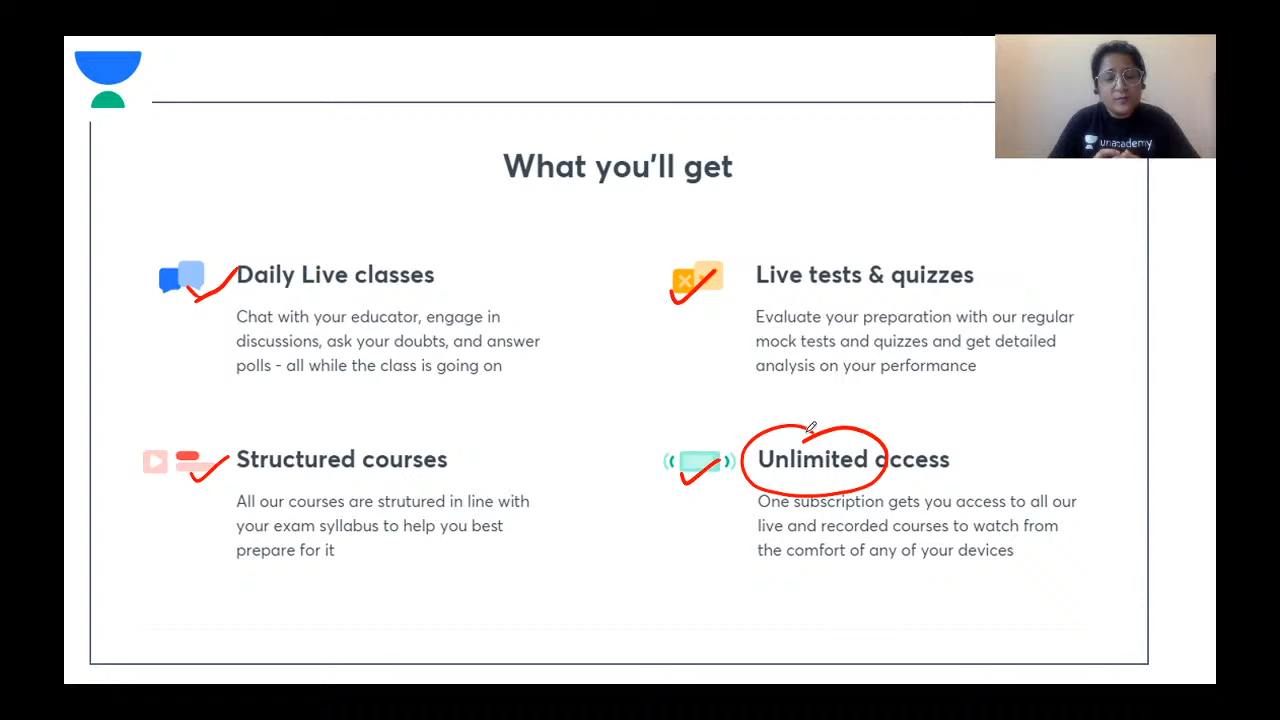 unacademy
What you'll get
Daily Live classes
Chat with your educator, engage in
discussions, ask your doubts, and answer
polls - all while the class is going on
Live tests & quizzes
Evaluate your preparation with our regular
mock tests and quizzes and get detailed
analysis on your performance
Structured courses
All our courses are strutured in line with
your exam syllabus to help you best
prepare for it
Unlimited access
One subscription gets you access to all our
live and recorded courses to watch from
the comfort of any of your devices